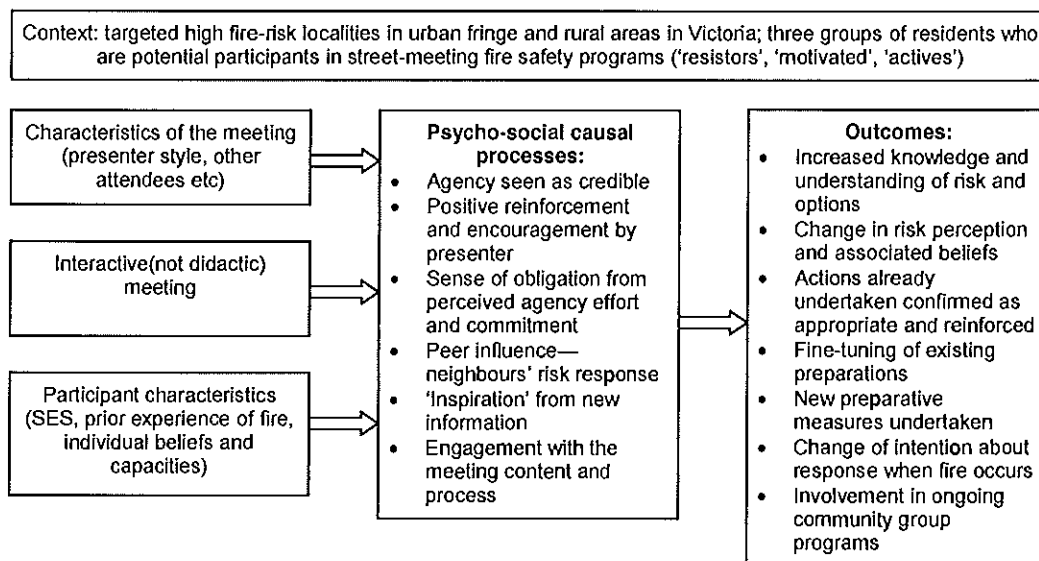 Context: targeted high fire-risk localities in urban fringe and rural areas in Victoria; three groups of residents who
are potential participants in street-meeting fire safety programs (‘resistors’, ‘motivated’, ‘actives’)
Characteristics of the meeting
(presenter style, other
attendees etc)
Interactive(not didactic)
meeting
Participant characteristics
(SES, prior experience of fire,
individual beliefs and
capacities)
Psycho-social causal
processes:
• Agency seen as credible
• Positive reinforcement
and encouragement by
presenter
• Sense of obligation from
perceived agency effort
and commitment
• Peer influence—
neighbours’ risk response
• ‘Inspiration’ from new
information
• Engagement with the
meeting content and
process
Outcomes:
• Increased knowledge and
understanding of risk and
options
• Change in risk perception
and associated beliefs
• Actions already
undertaken confirmed as
appropriate and reinforced
• Fine-tuning of existing
preparations
• New preparative
measures undertaken
• Change of intention about
response when fire occurs
• Involvement in ongoing
community group
programs